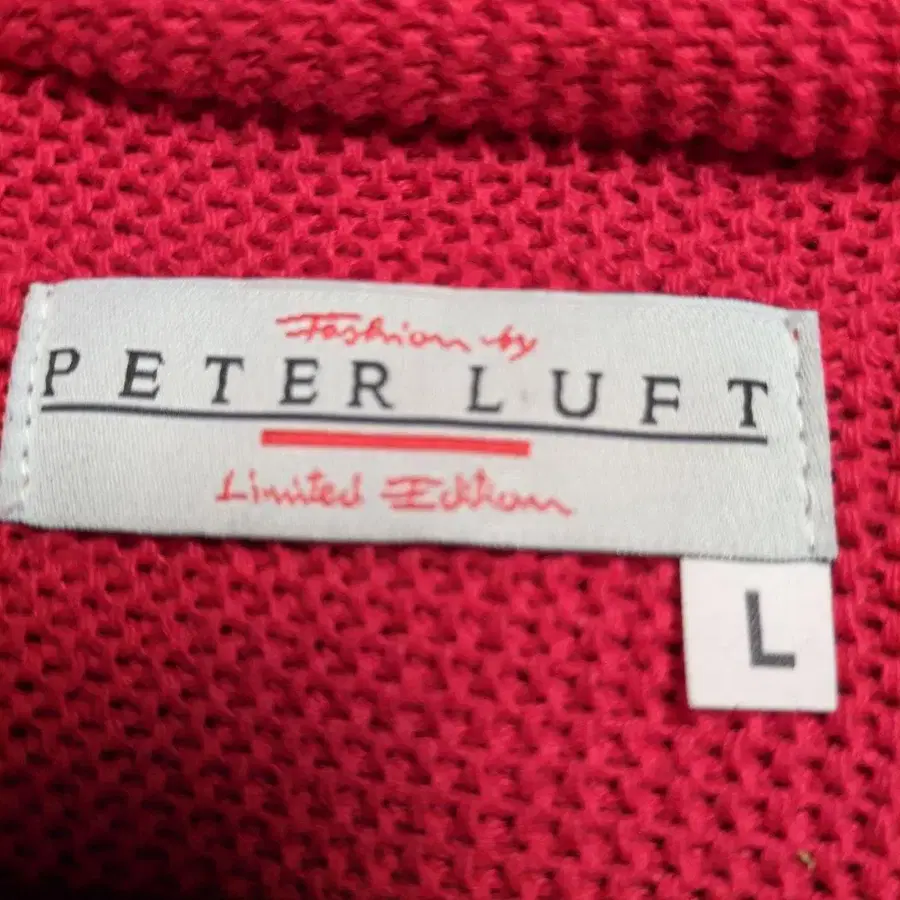 Fashion by
PETER LUFT
Limited Edition
L